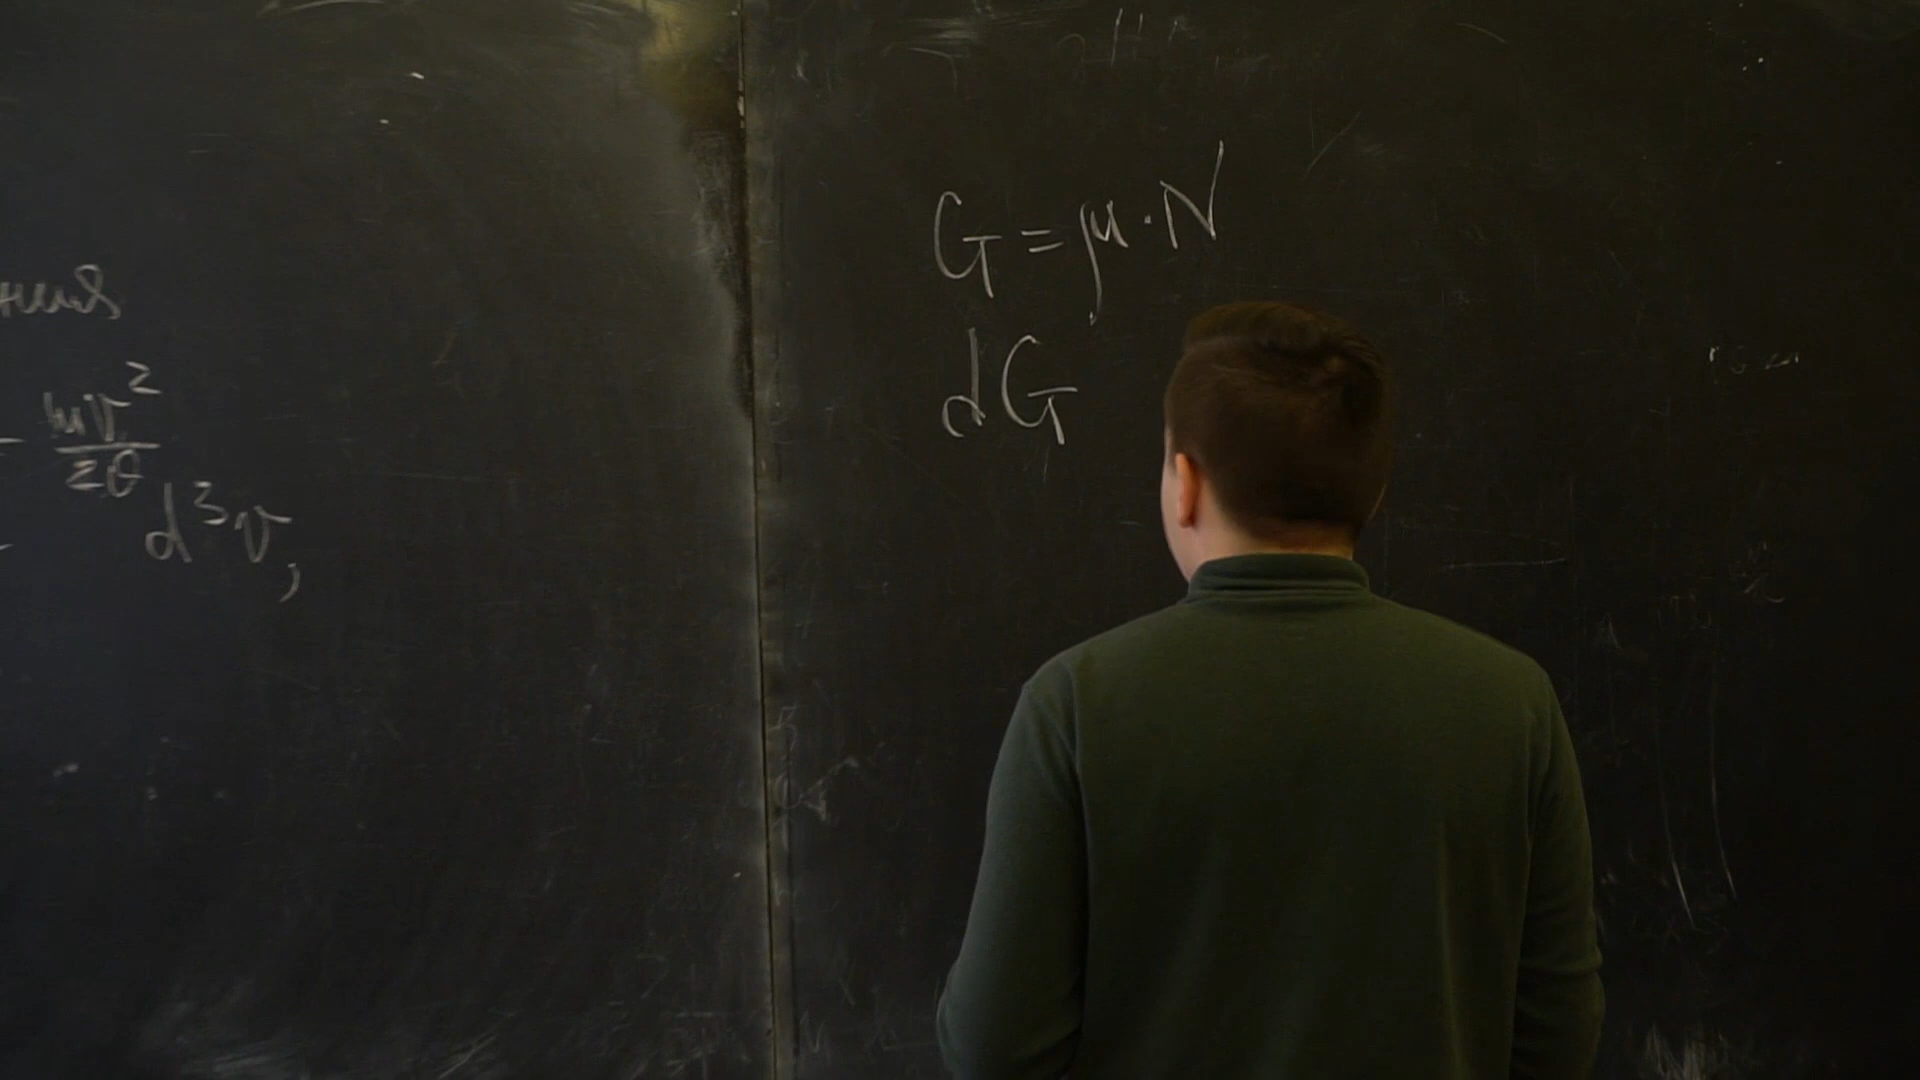 ния
- mv²/2θ
d³v,
G = μ · N
dG